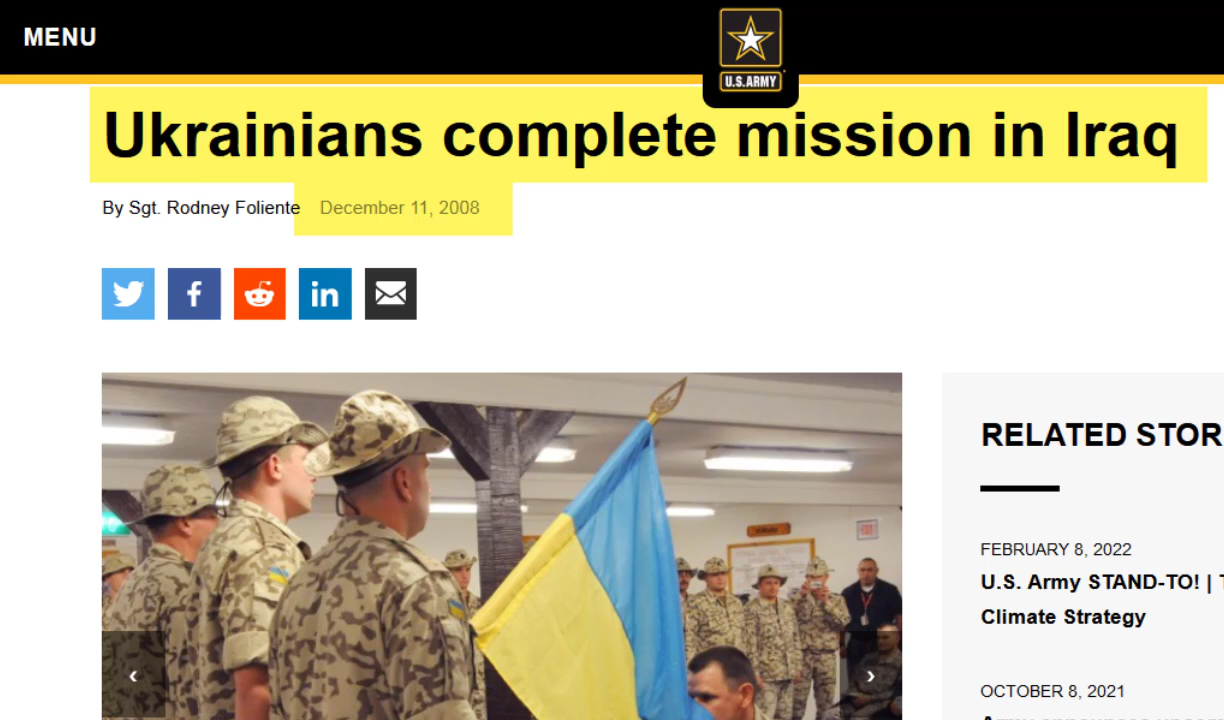 MENU
U.S.ARMY
Ukrainians complete mission in Iraq
By Sgt. Rodney Foliente December 11, 2008
RELATED STOR
FEBRUARY 8, 2022
U.S. Army STAND-TO! | T
Climate Strategy
OCTOBER 8, 2021